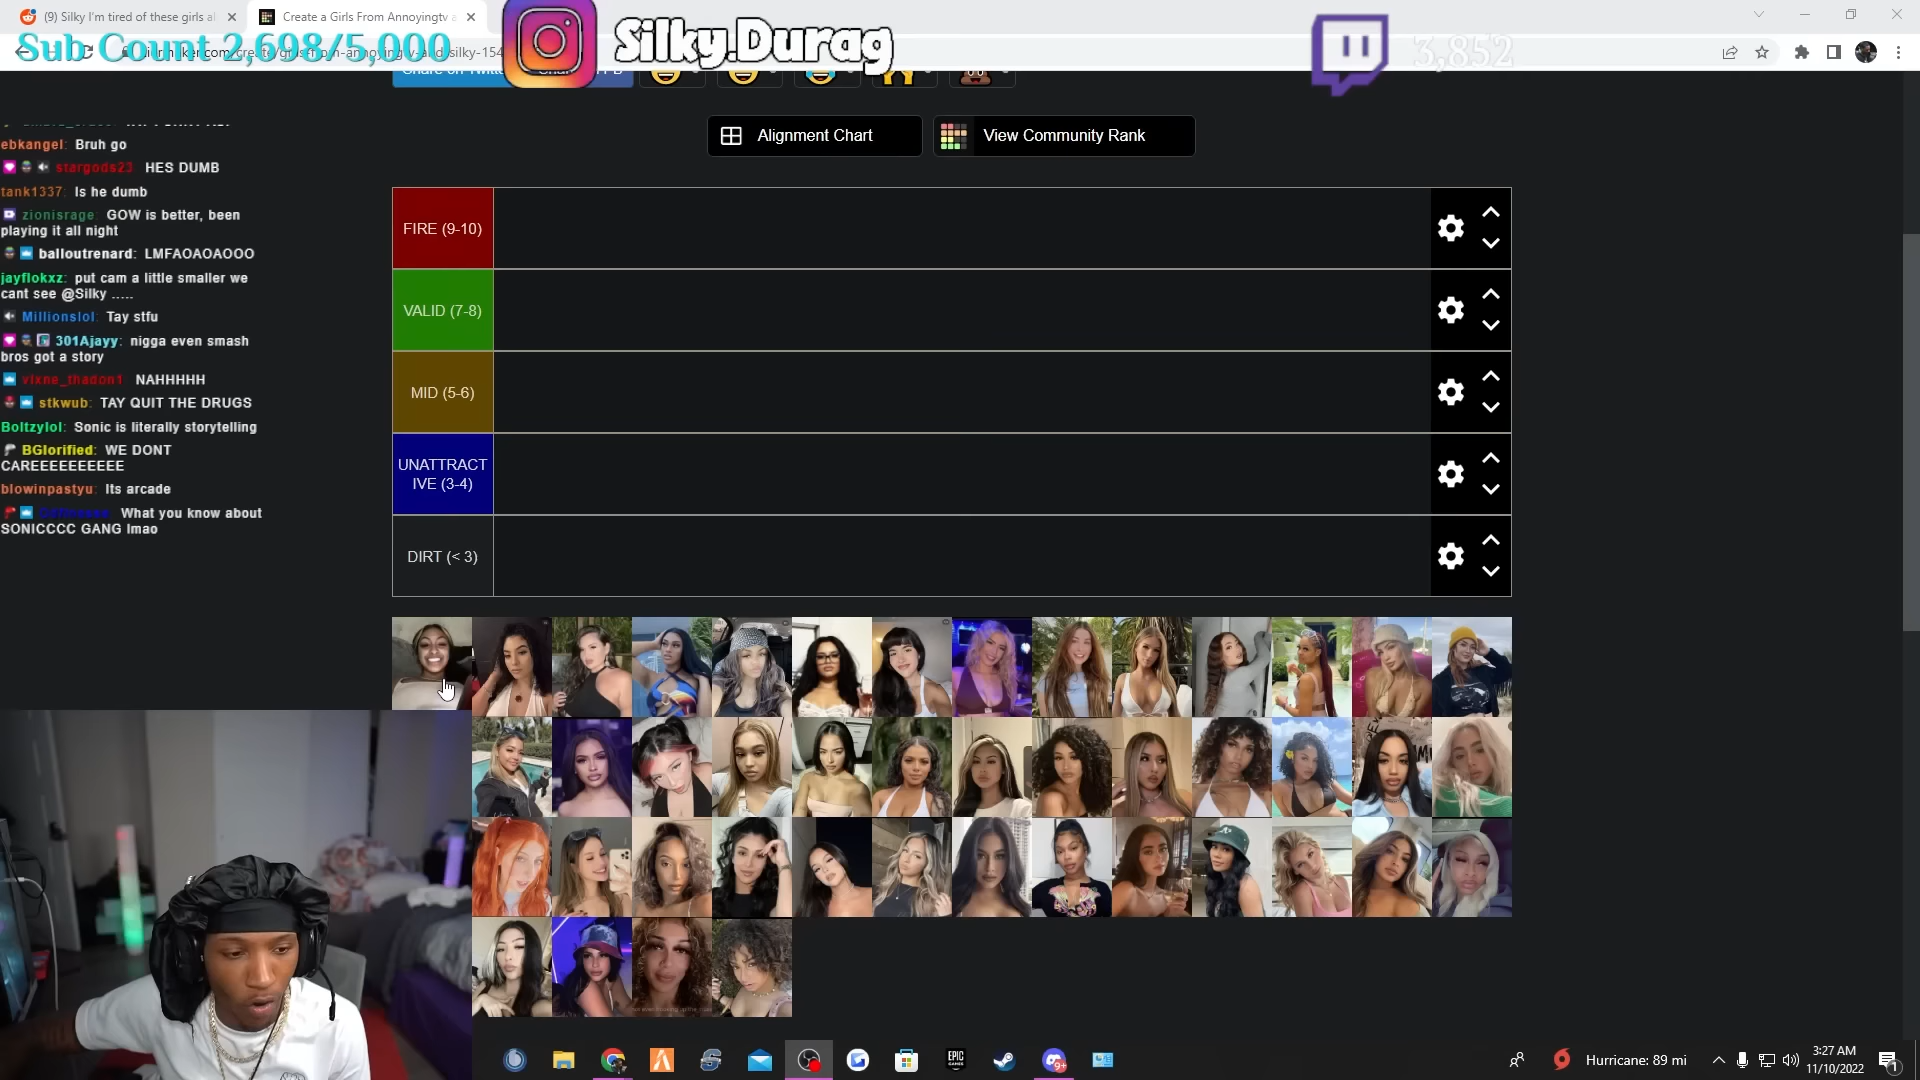 (9) Silky I'm tired of these girls al
Create a Girls From Annoyingtv a
Sub Count 2,698/5,000
Silky.Durag
3,852
Alignment Chart
View Community Rank
ebkangel: Bruh go
stargods23 HES DUMB
tank1337: Is he dumb
zionisrage: GOW is better, been
playing it all night
balloutrenard: LMFAOAOAOOO
jayflokxz: put cam a little smaller we
cant see @Silky .....
Millionslol: Tay stfu
301Ajayy: nigga even smash
bros got a story
vixne_thadon1 NAHHHHH
stkwub: TAY QUIT THE DRUGS
Boltzylol: Sonic is literally storytelling
BGlorified: WE DONT
CAREEEEEEEEEE
blowinpastyu: Its arcade
What you know about
SONICCCC GANG lmao
FIRE (9-10)
VALID (7-8)
MID (5-6)
UNATTRACT
IVE (3-4)
DIRT (< 3)
EPIC
GAMES
9+
Hurricane: 89 mi
3:27 AM
11/10/2022
1